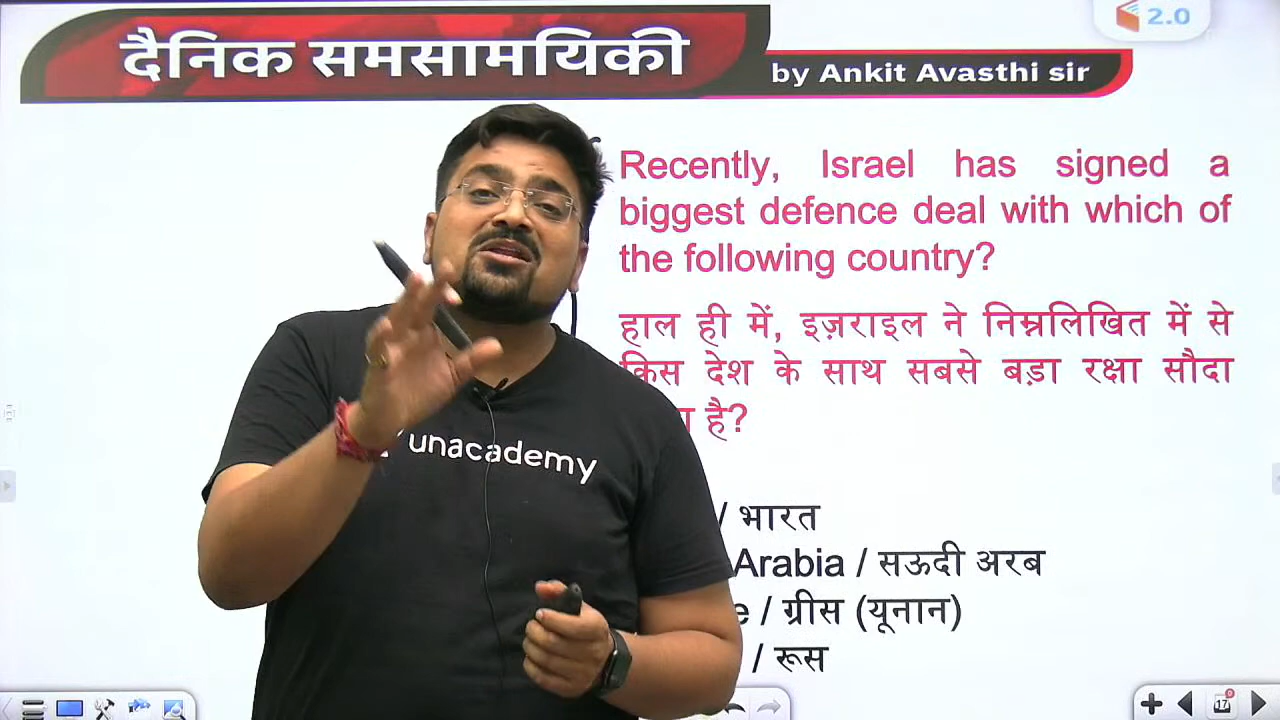 दैनिक समसामयिकी
by Ankit Avasthi sir
2.0
Recently, Israel has signed a
biggest defence deal with which of
the following country?
हाल ही में, इज़राइल ने निम्नलिखित में से
किस देश के साथ सबसे बड़ा रक्षा सौदा
है?
unacademy
/ भारत
Arabia / सऊदी अरब
/ ग्रीस (यूनान)
/ रूस
17